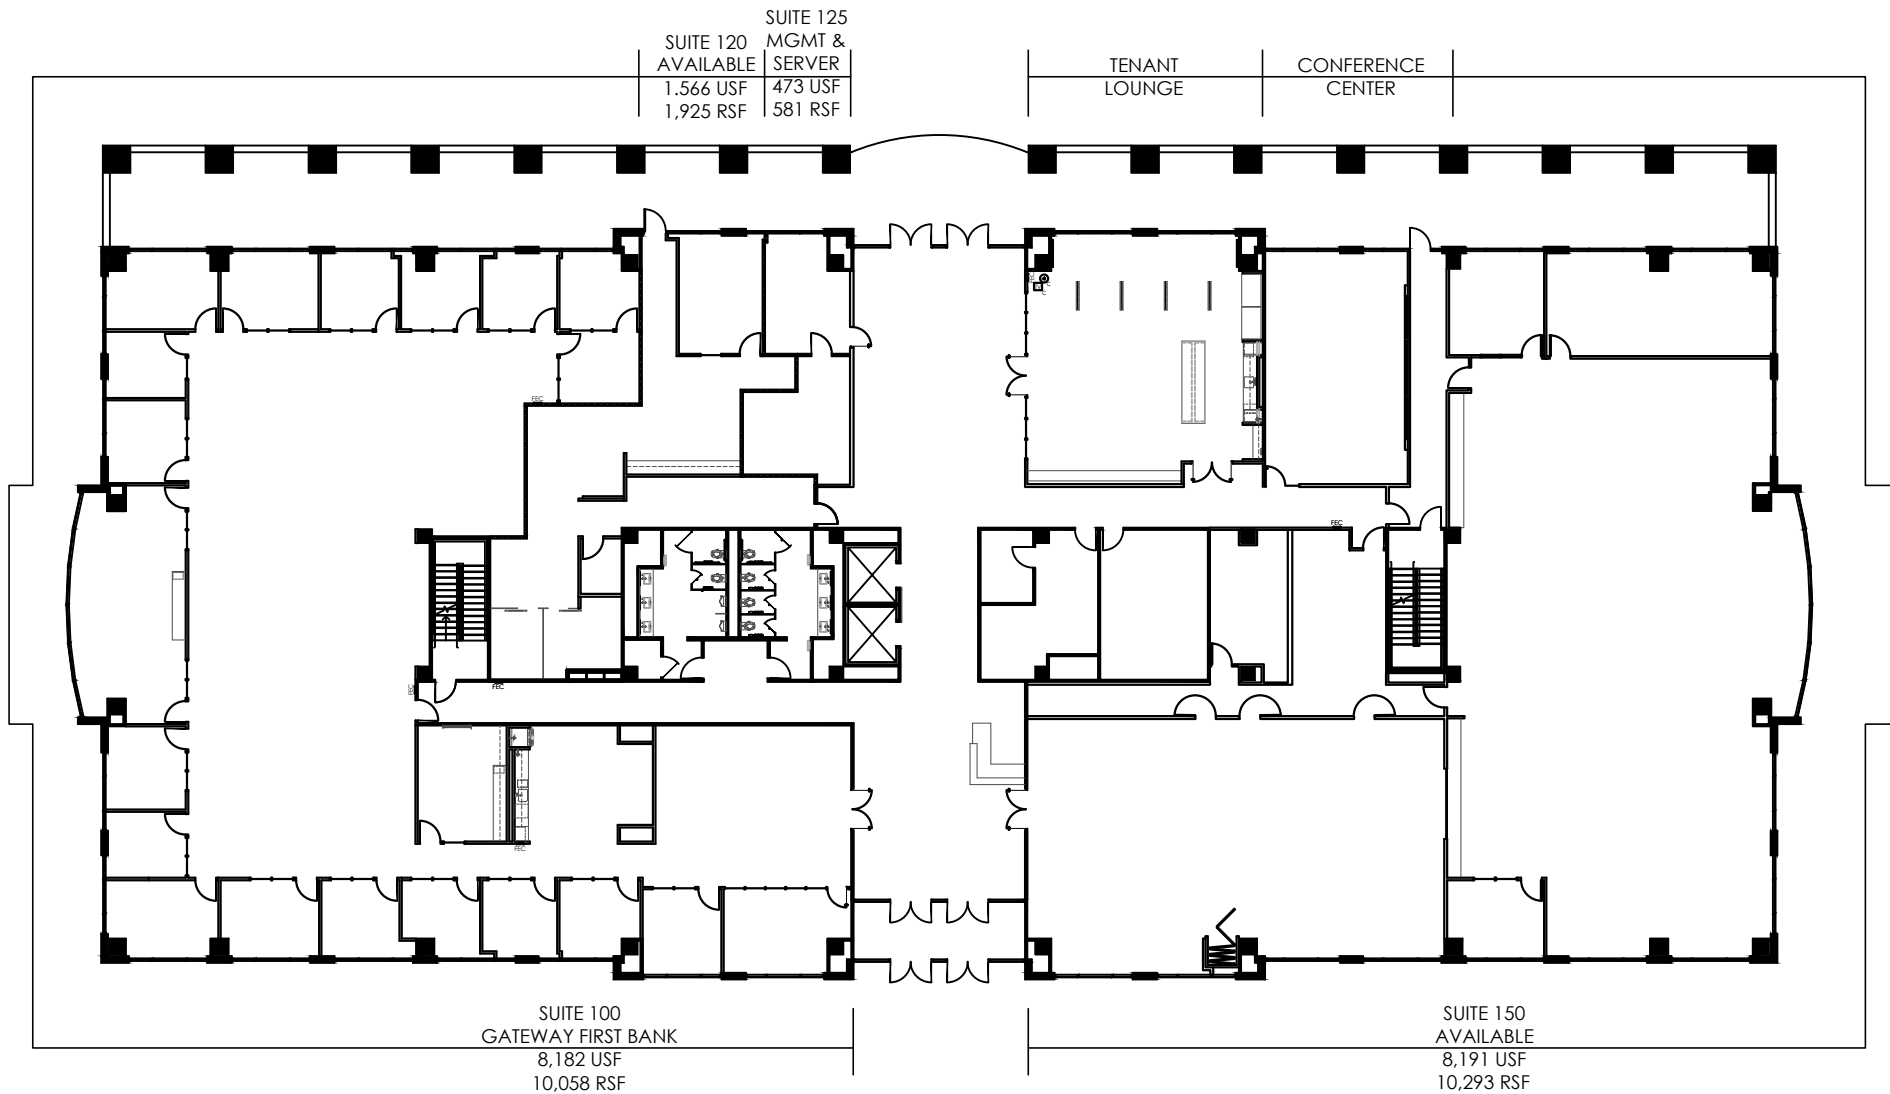 SUITE 120
AVAILABLE
1.566 USF
1,925 RSF
SUITE 125
MGMT &
SERVER
473 USF
581 RSF
TENANT
LOUNGE
CONFERENCE
CENTER
FEC
FEC
FEC
FEC
FEC
FEC
SUITE 100
GATEWAY FIRST BANK
8,182 USF
10,058 RSF
SUITE 150
AVAILABLE
8,191 USF
10,293 RSF